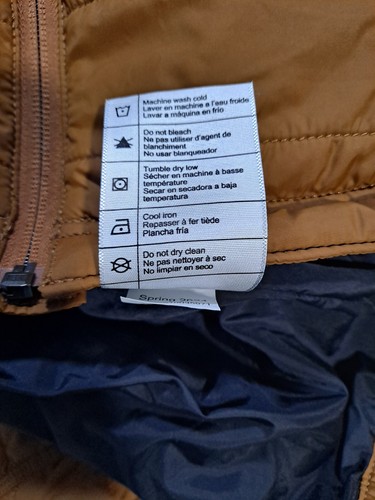 Machine wash cold
Laver en machine a l'eau froide
Lavar a máquina en frío
Do not bleach
Ne pas utiliser d'agent de
blanchiment
No usar blanqueador
Tumble dry low
Sécher en machine à basse
température
Secar en secadora a baja
temperatura
Cool iron
Repasser à fer tiède
Plancha fría
Do not dry clean
Ne pas nettoyer à sec
No limpiar en seco
Spring